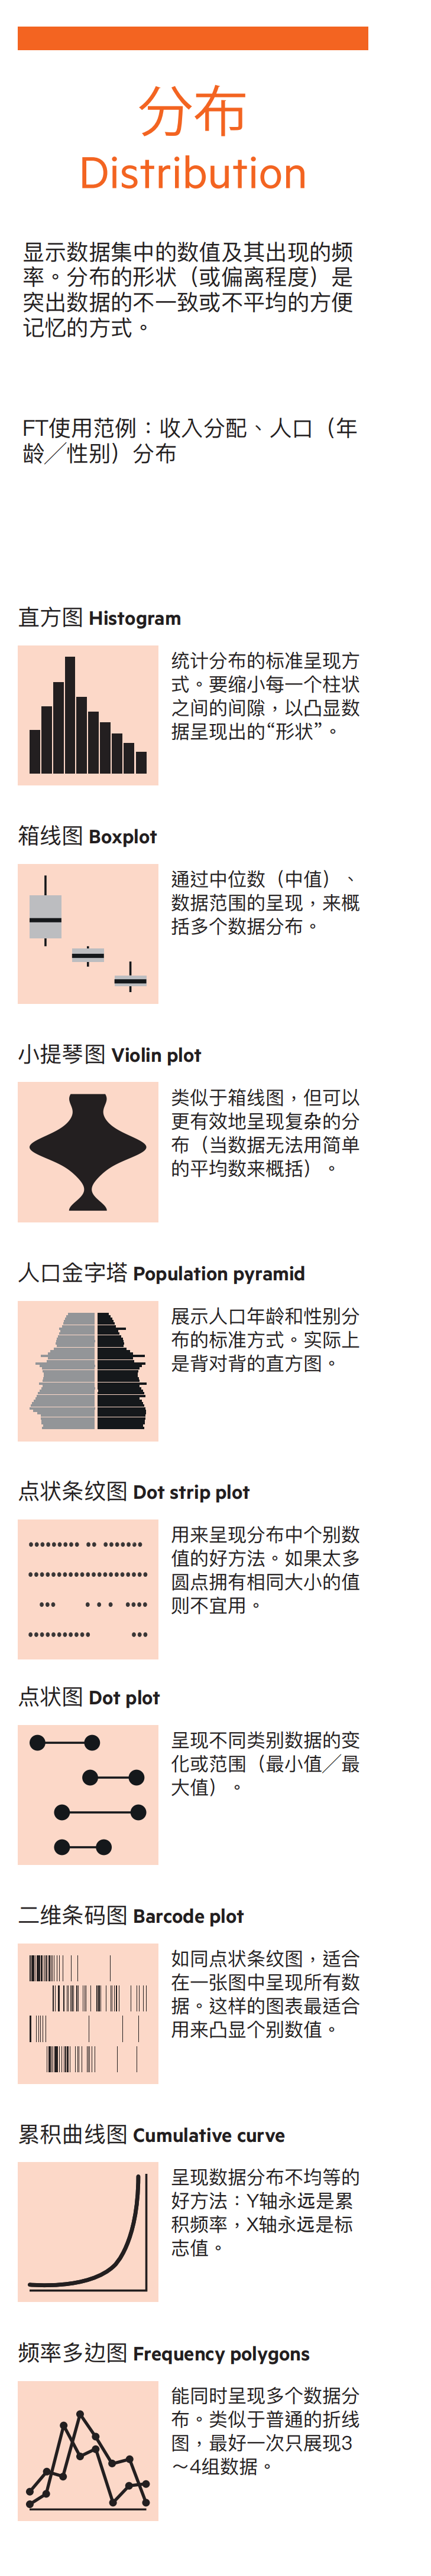 分布
Distribution
显示数据集中的数值及其出现的频
率。分布的形状（或偏离程度）是
突出数据的不一致或不平均的方便
记忆的方式。
FT使用范例：收入分配、人口（年
龄／性别）分布
直方图 Histogram
统计分布的标准呈现方
式。要缩小每一个柱状
之间的间隙，以凸显数
据呈现出的“形状”。
箱线图 Boxplot
通过中位数（中值）、
数据范围的呈现，来概
括多个数据分布。
小提琴图 Violin plot
类似于箱线图，但可以
更有效地呈现复杂的分
布（当数据无法用简单
的平均数来概括）。
人口金字塔 Population pyramid
展示人口年龄和性别分
布的标准方式。实际上
是背对背的直方图。
点状条纹图 Dot strip plot
用来呈现分布中个别数
值的好方法。如果太多
圆点拥有相同大小的值
则不宜用。
点状图 Dot plot
呈现不同类别数据的变
化或范围（最小值／最
大值）。
二维条码图 Barcode plot
如同点状条纹图，适合
在一张图中呈现所有数
据。这样的图表最适合
用来凸显个别数值。
累积曲线图 Cumulative curve
呈现数据分布不均等的
好方法：Y轴永远是累
积频率，X轴永远是标
志值。
频率多边图 Frequency polygons
能同时呈现多个数据分
布。类似于普通的折线
图，最好一次只展现3
～4组数据。